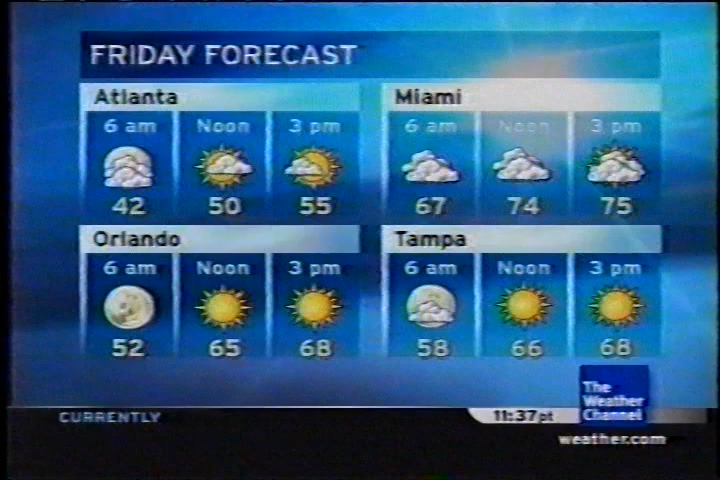 FRIDAY FORECAST
Atlanta
6 am Noon 3 pm
42 50 55
Miami
6 am Noon 3 pm
67 74 75
Orlando
6 am Noon 3 pm
52 65 68
Tampa
6 am Noon 3 pm
58 66 68
The
Weather
Channel
CURRENTLY
11:37pt
weather.com